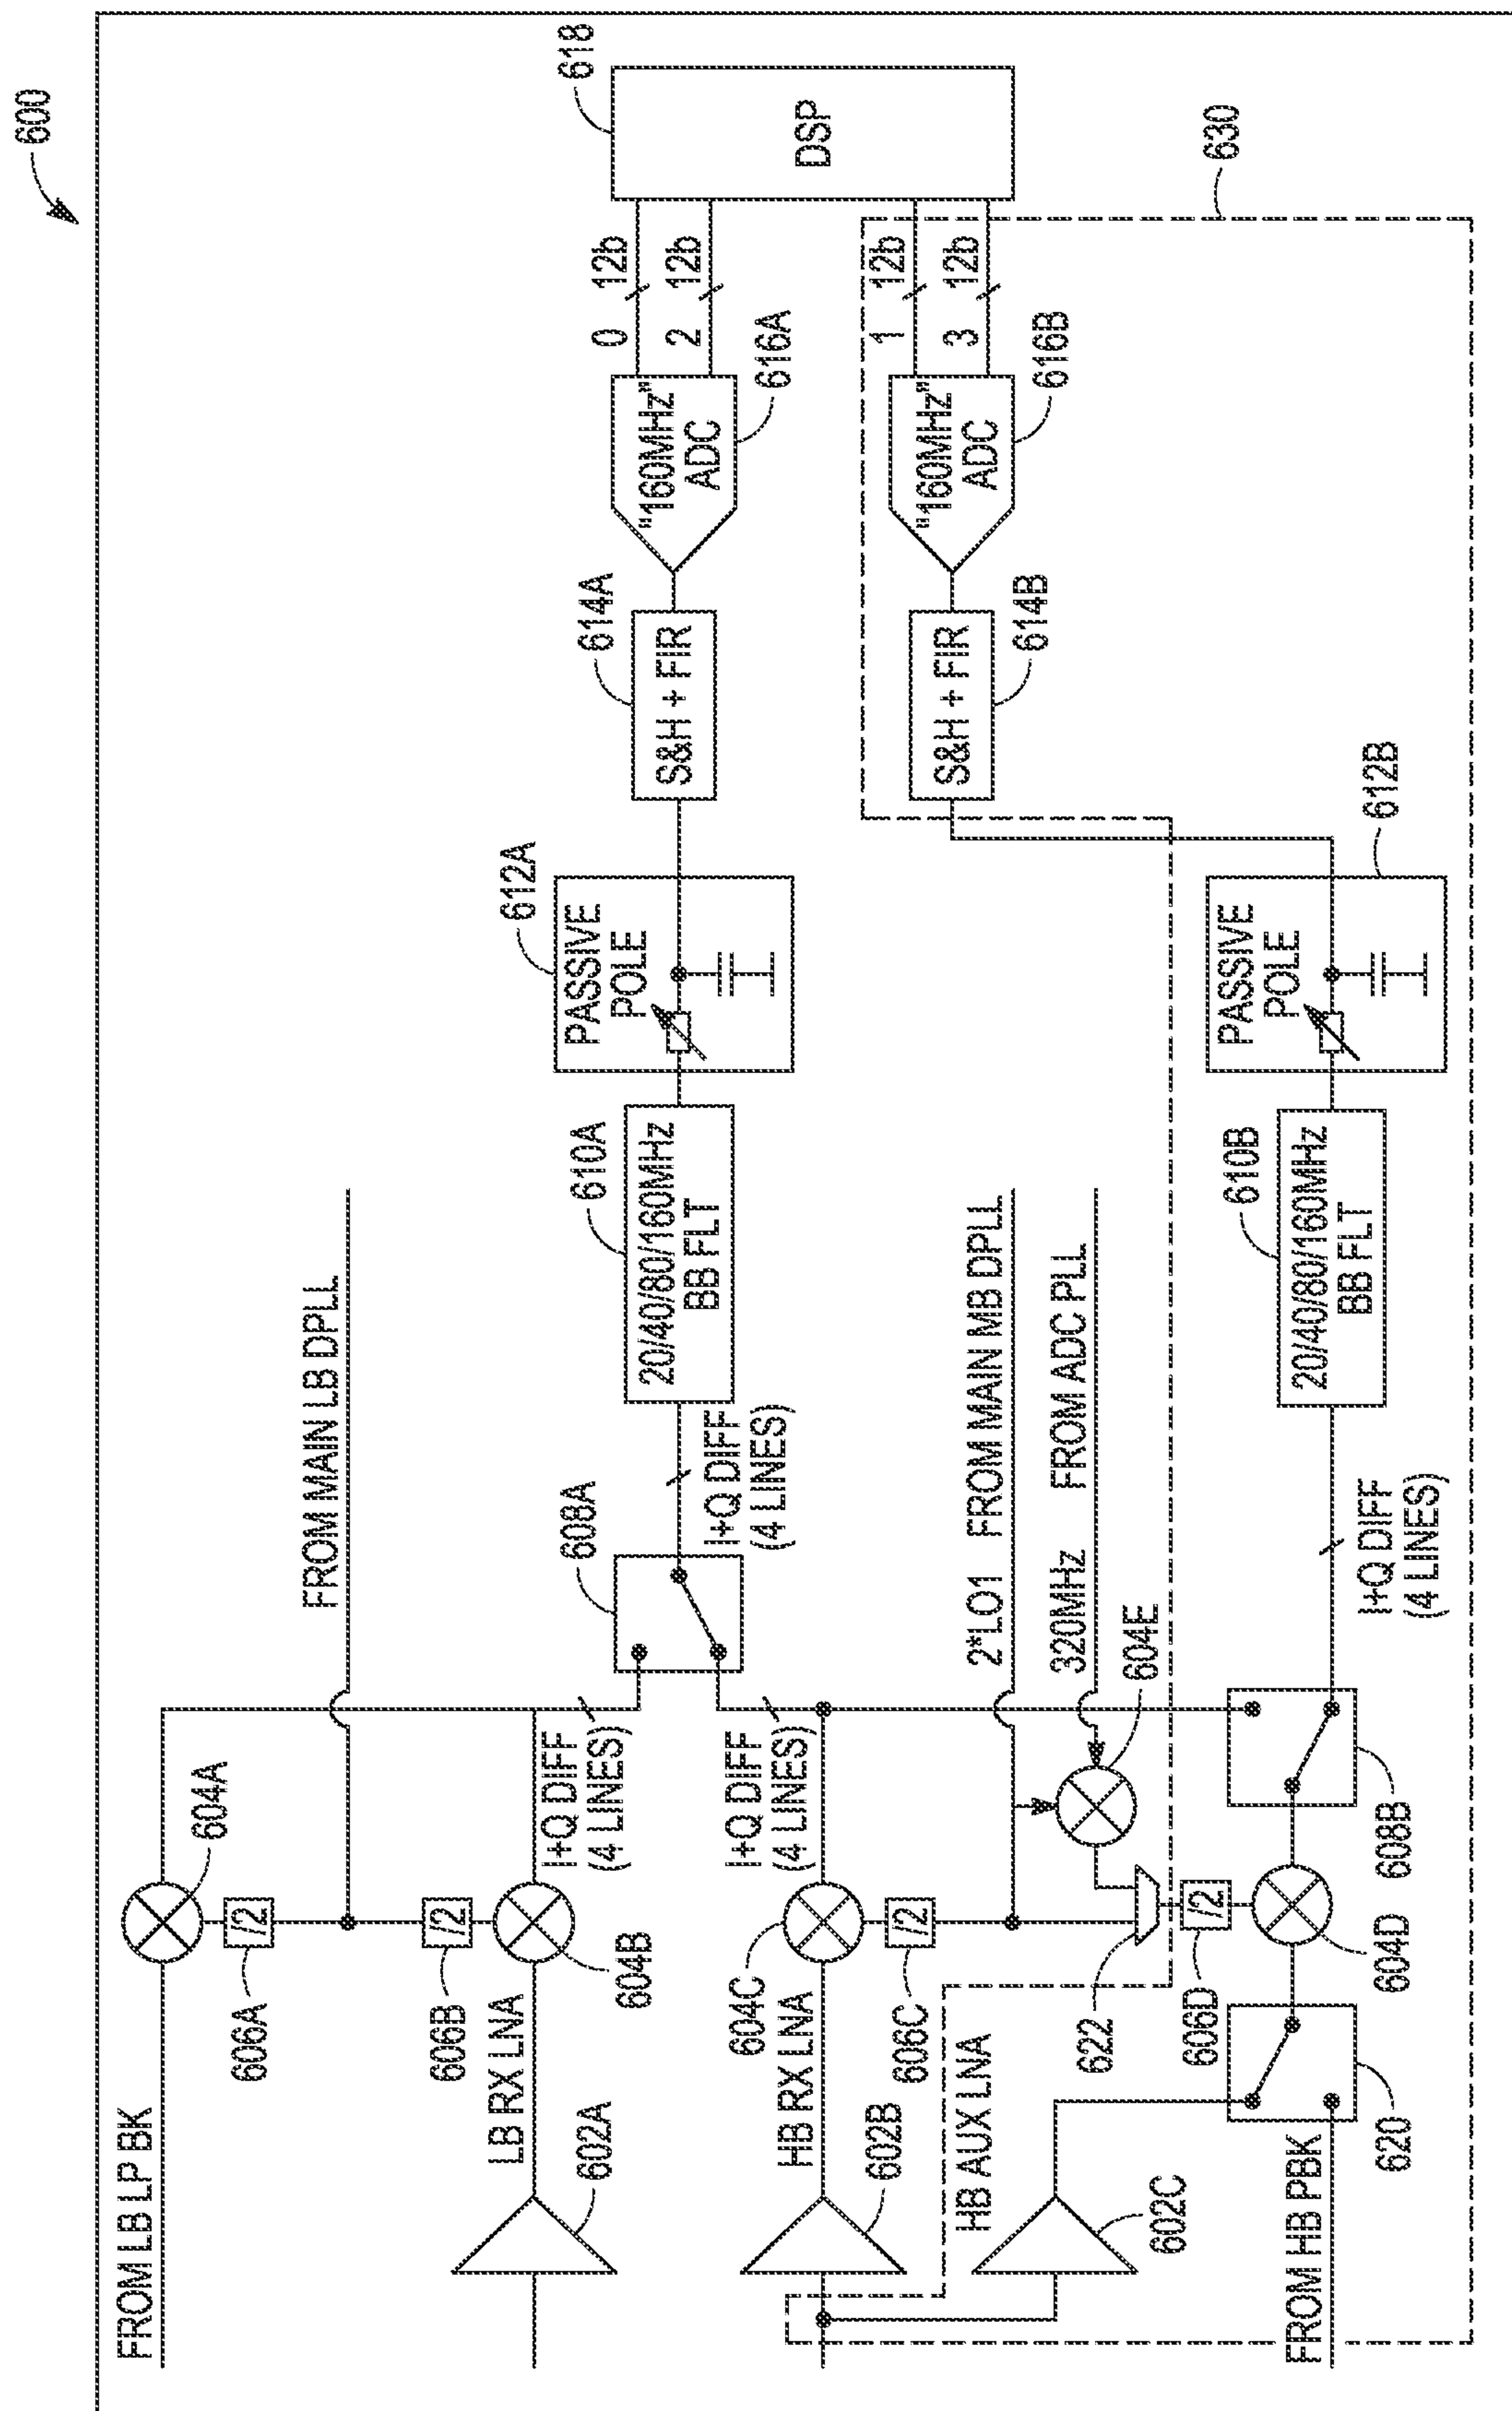 600
FROM LB LP BK
604A
606A
/2
FROM MAIN LB DPLL
606B
/2
LB RX LNA
602A
604B
I+Q DIFF
(4 LINES)
608A
I+Q DIFF
(4 LINES)
610A
20/40/80/160MHz
BB FLT
612A
PASSIVE
POLE
614A
S&H + FIR
"160MHz"
ADC
616A
0 12b
2 12b
618
DSP
HB RX LNA
602B
604C
I+Q DIFF
(4 LINES)
606C
/2
2*LO1 FROM MAIN MB DPLL
320MHz FROM ADC PLL
604E
622
HB AUX LNA
602C
606D
/2
FROM HB PBK
620
604D
608B
I+Q DIFF
(4 LINES)
610B
20/40/80/160MHz
BB FLT
612B
PASSIVE
POLE
614B
S&H + FIR
"160MHz"
ADC
616B
1 12b
3 12b
630